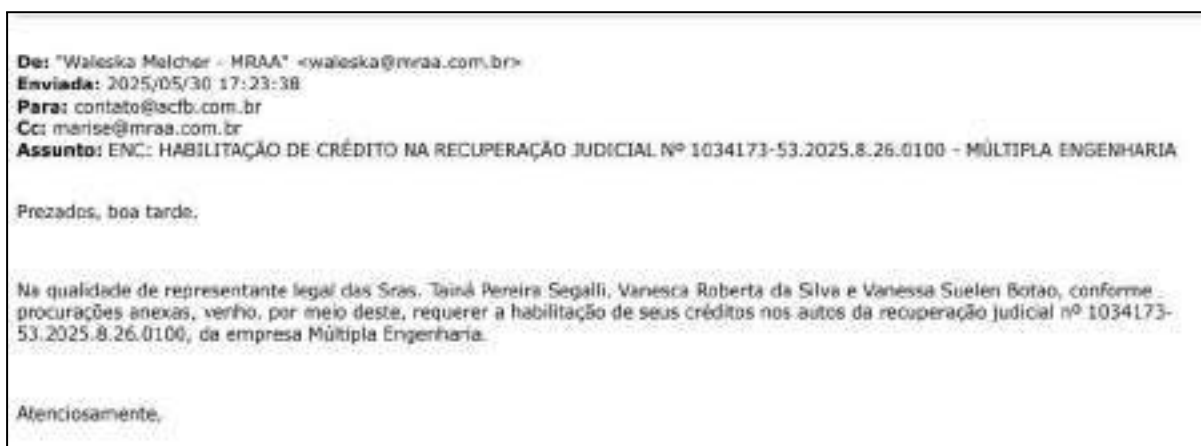 De: "Waleska Melcher - MRAA" <waleska@mraa.com.br>
Enviada: 2025/05/30 17:23:38
Para: contato@acfb.com.br
Cc: marise@mraa.com.br
Assunto: ENC: HABILITAÇÃO DE CRÉDITO NA RECUPERAÇÃO JUDICIAL Nº 1034173-53.2025.8.26.0100 - MÚLTIPLA ENGENHARIA
Prezados, boa tarde.
Na qualidade de representante legal das Sras. Tainá Pereira Segalli, Vanesca Roberta da Silva e Vanessa Suelen Botao, conforme
procurações anexas, venho, por meio deste, requerer a habilitação de seus créditos nos autos da recuperação judicial nº 1034173-
53.2025.8.26.0100, da empresa Múltipla Engenharia.
Atenciosamente,